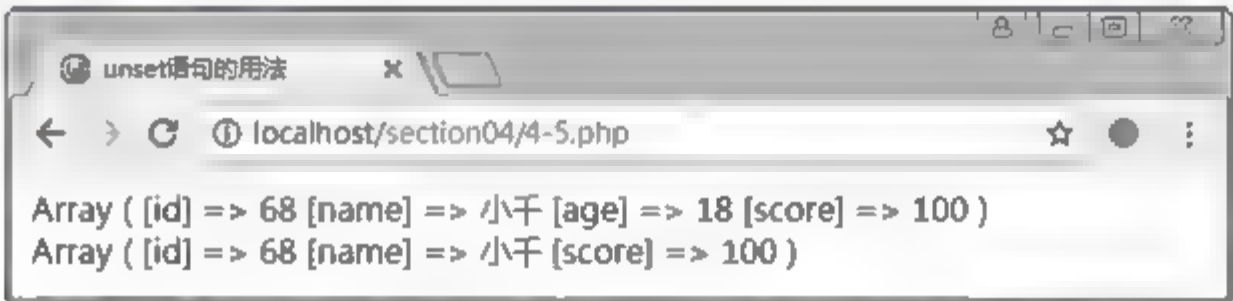 unset语句的用法
localhost/section04/4-5.php
Array ( [id] => 68 [name] => 小千 [age] => 18 [score] => 100 )
Array ( [id] => 68 [name] => 小千 [score] => 100 )